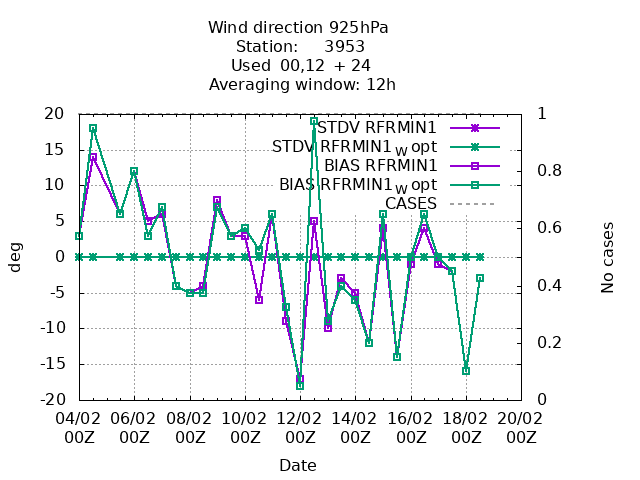 Wind direction 925hPa
Station: 3953
Used 00,12 + 24
Averaging window: 12h
20
15
10
5
0
-5
-10
-15
-20
deg
1
0.8
0.6
0.4
0.2
0
No cases
STDV RFRMIN1
STDV RFRMIN1w opt
BIAS RFRMIN1
BIAS RFRMIN1w opt
CASES
04/02 06/02 08/02 10/02 12/02 14/02 16/02 18/02 20/02
00Z 00Z 00Z 00Z 00Z 00Z 00Z 00Z 00Z
Date